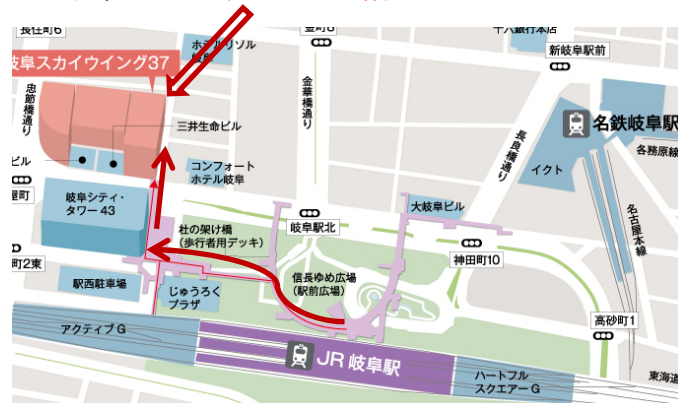 長住町6
金町8
十八銀行本店
新岐阜駅前
ホテルリソル
岐阜
岐阜スカイウイング37
忠節橋通り
金華橋通り
長良橋通り
名鉄岐阜駅
各務原線
三井生命ビル
イクト
ビル
コンフォート
ホテル岐阜
名古屋本線
屋町
岐阜シティ・
タワー43
大岐阜ビル
杜の架け橋
(歩行者用デッキ)
岐阜駅北
町2東
神田町10
駅西駐車場
じゅうろく
プラザ
信長ゆめ広場
(駅前広場)
高砂町1
アクティブG
JR 岐阜駅
ハートフル
スクエアーG
東海道